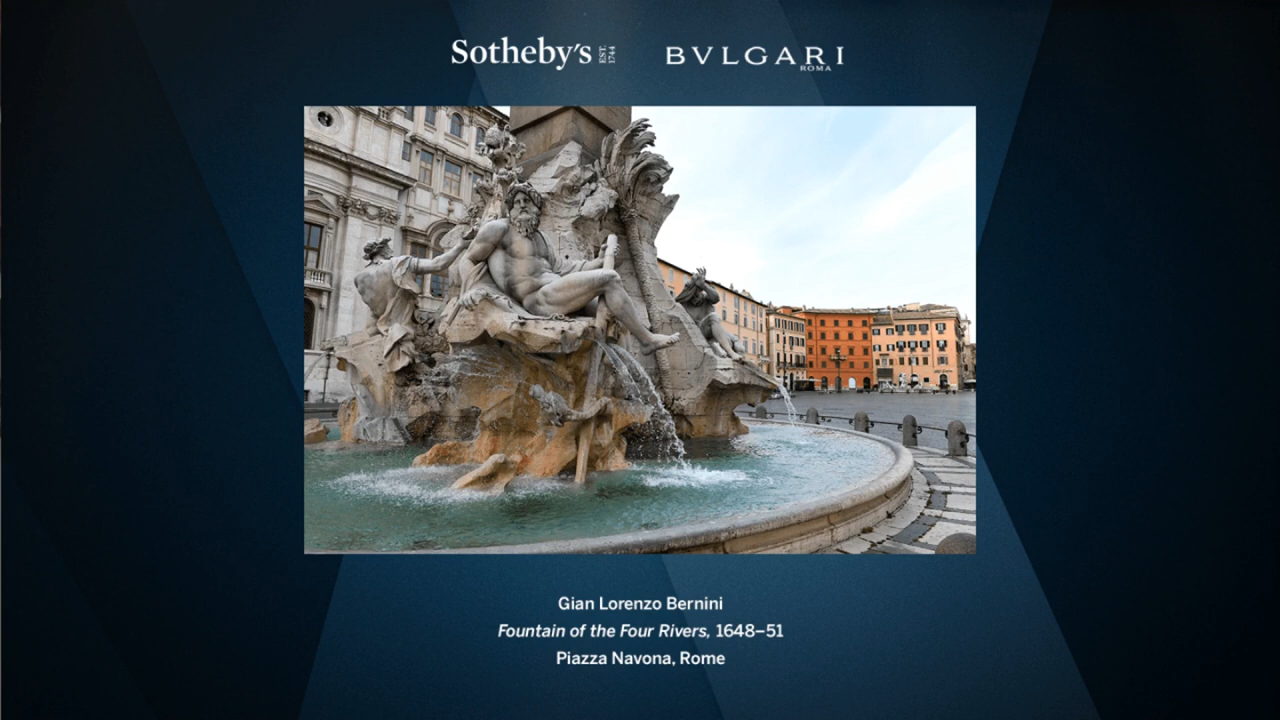 Sotheby's EST. 1744
BVLGARI
ROMA
Gian Lorenzo Bernini
Fountain of the Four Rivers, 1648–51
Piazza Navona, Rome